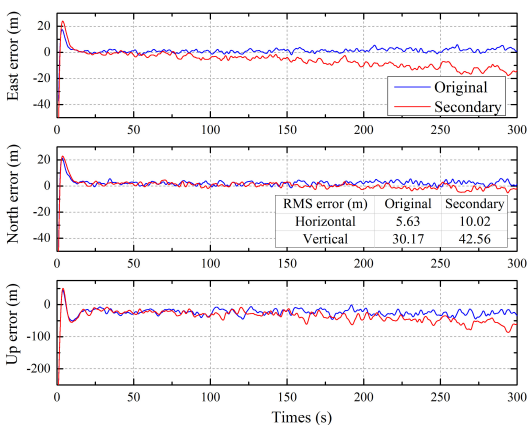 East error (m)
20
0
-20
-40
Original
Secondary
0 50 100 150 200 250 300
North error (m)
20
0
-20
-40
RMS error (m) Original Secondary
Horizontal 5.63 10.02
Vertical 30.17 42.56
0 50 100 150 200 250 300
Up error (m)
0
-100
-200
0 50 100 150 200 250 300
Times (s)